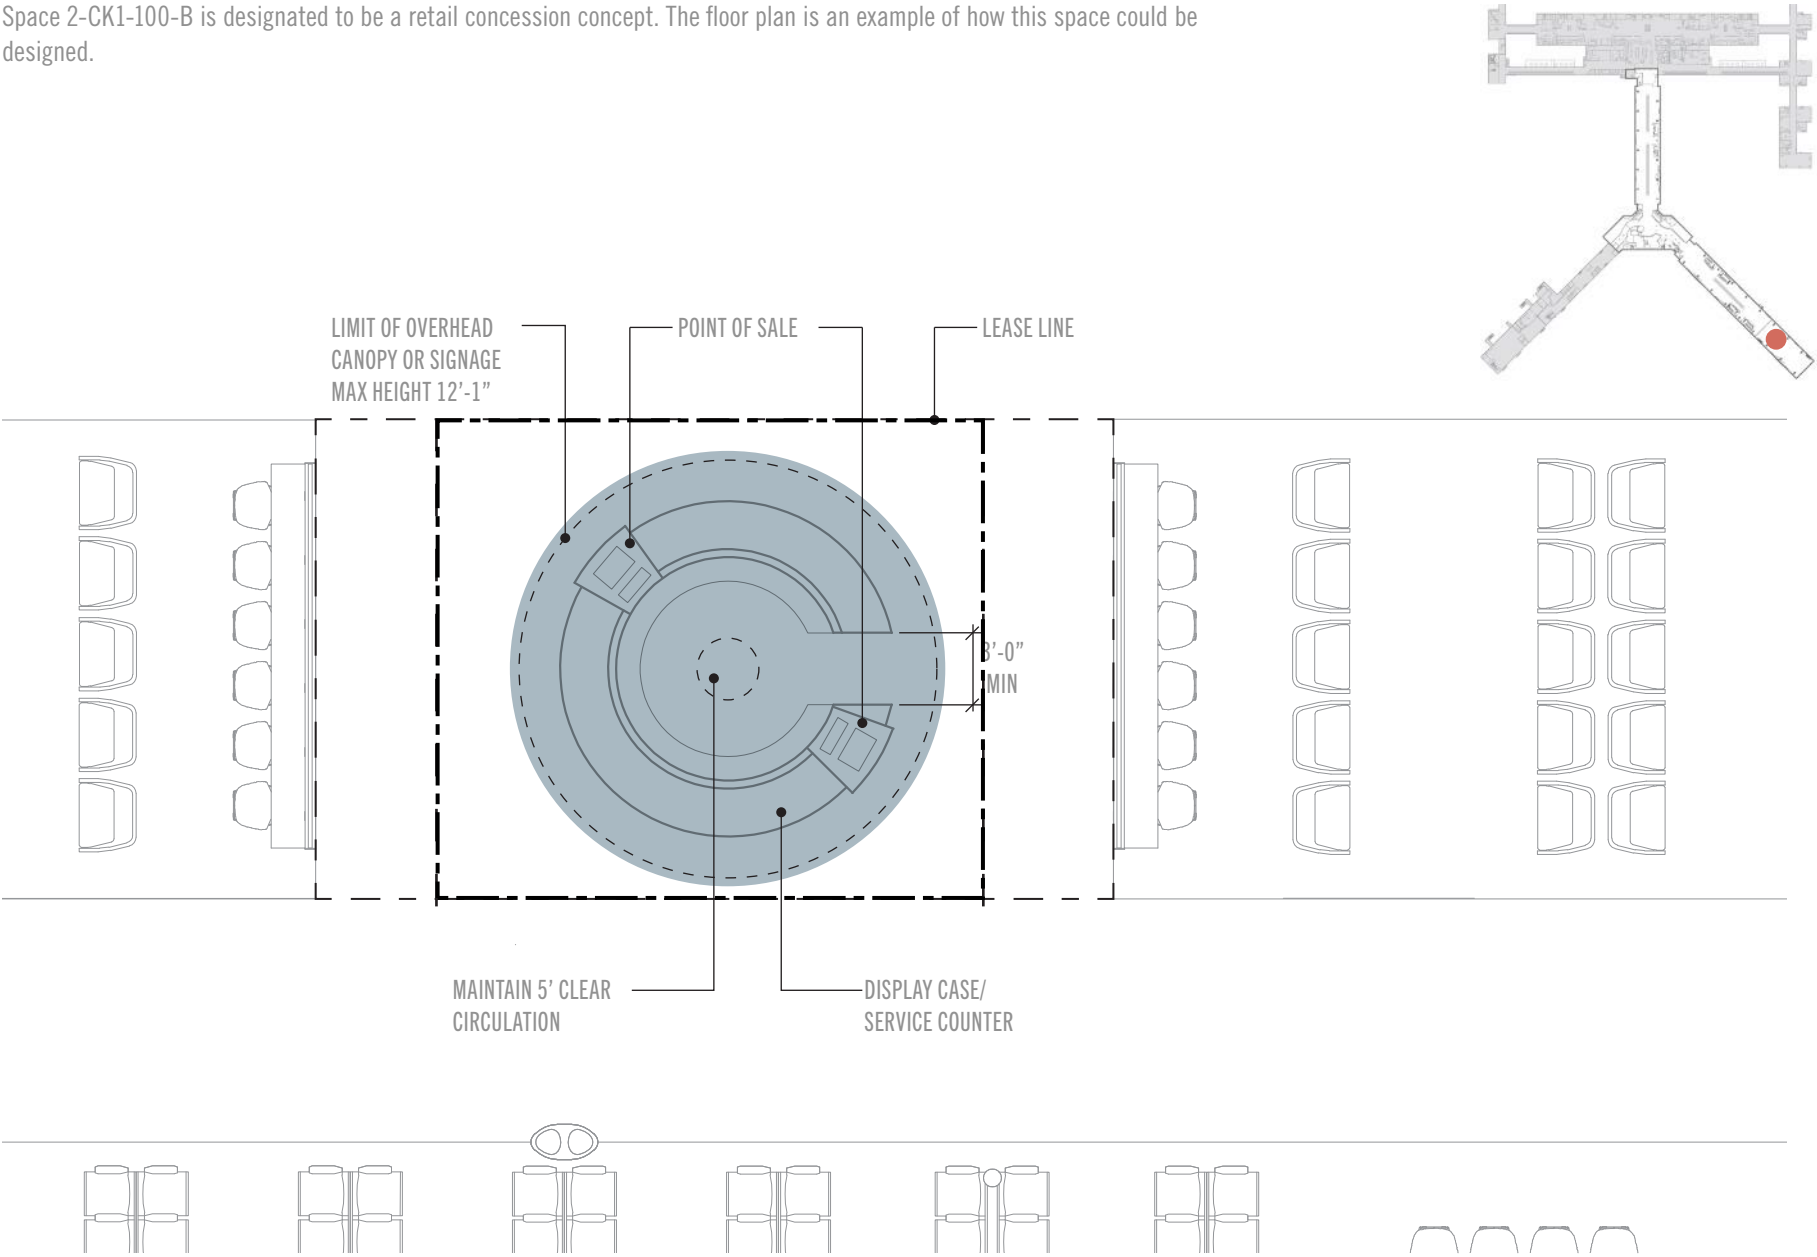 Space 2-CK1-100-B is designated to be a retail concession concept. The floor plan is an example of how this space could be
designed.
LIMIT OF OVERHEAD
CANOPY OR SIGNAGE
MAX HEIGHT 12’-1”
POINT OF SALE
LEASE LINE
3’-0”
MIN
MAINTAIN 5’ CLEAR
CIRCULATION
DISPLAY CASE/
SERVICE COUNTER